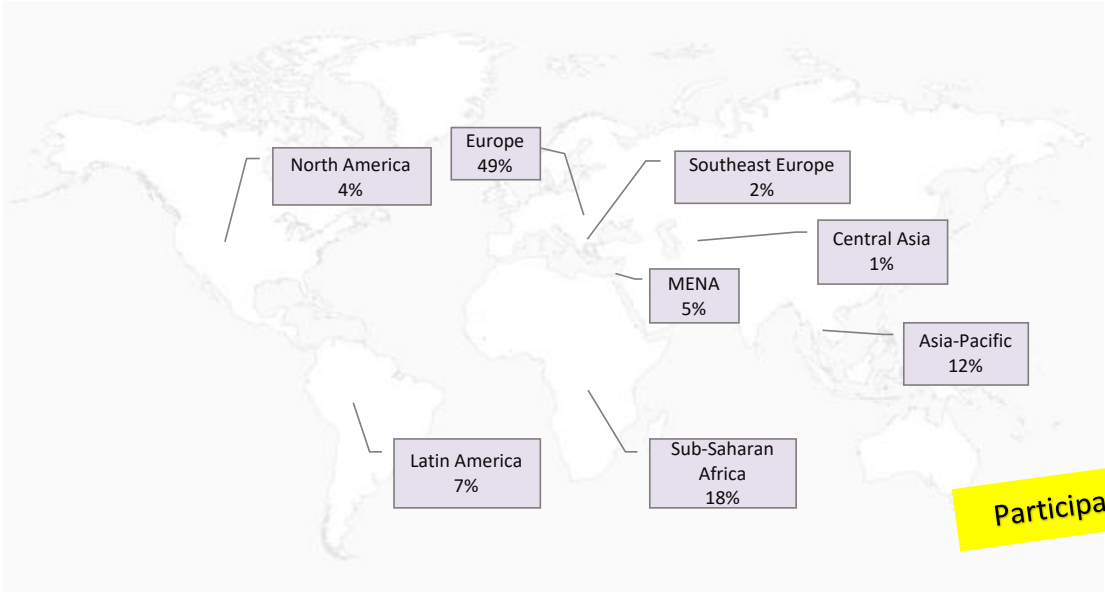 Europe
49%
North America
4%
Southeast Europe
2%
Central Asia
1%
MENA
5%
Asia-Pacific
12%
Latin America
7%
Sub-Saharan
Africa
18%
Participa